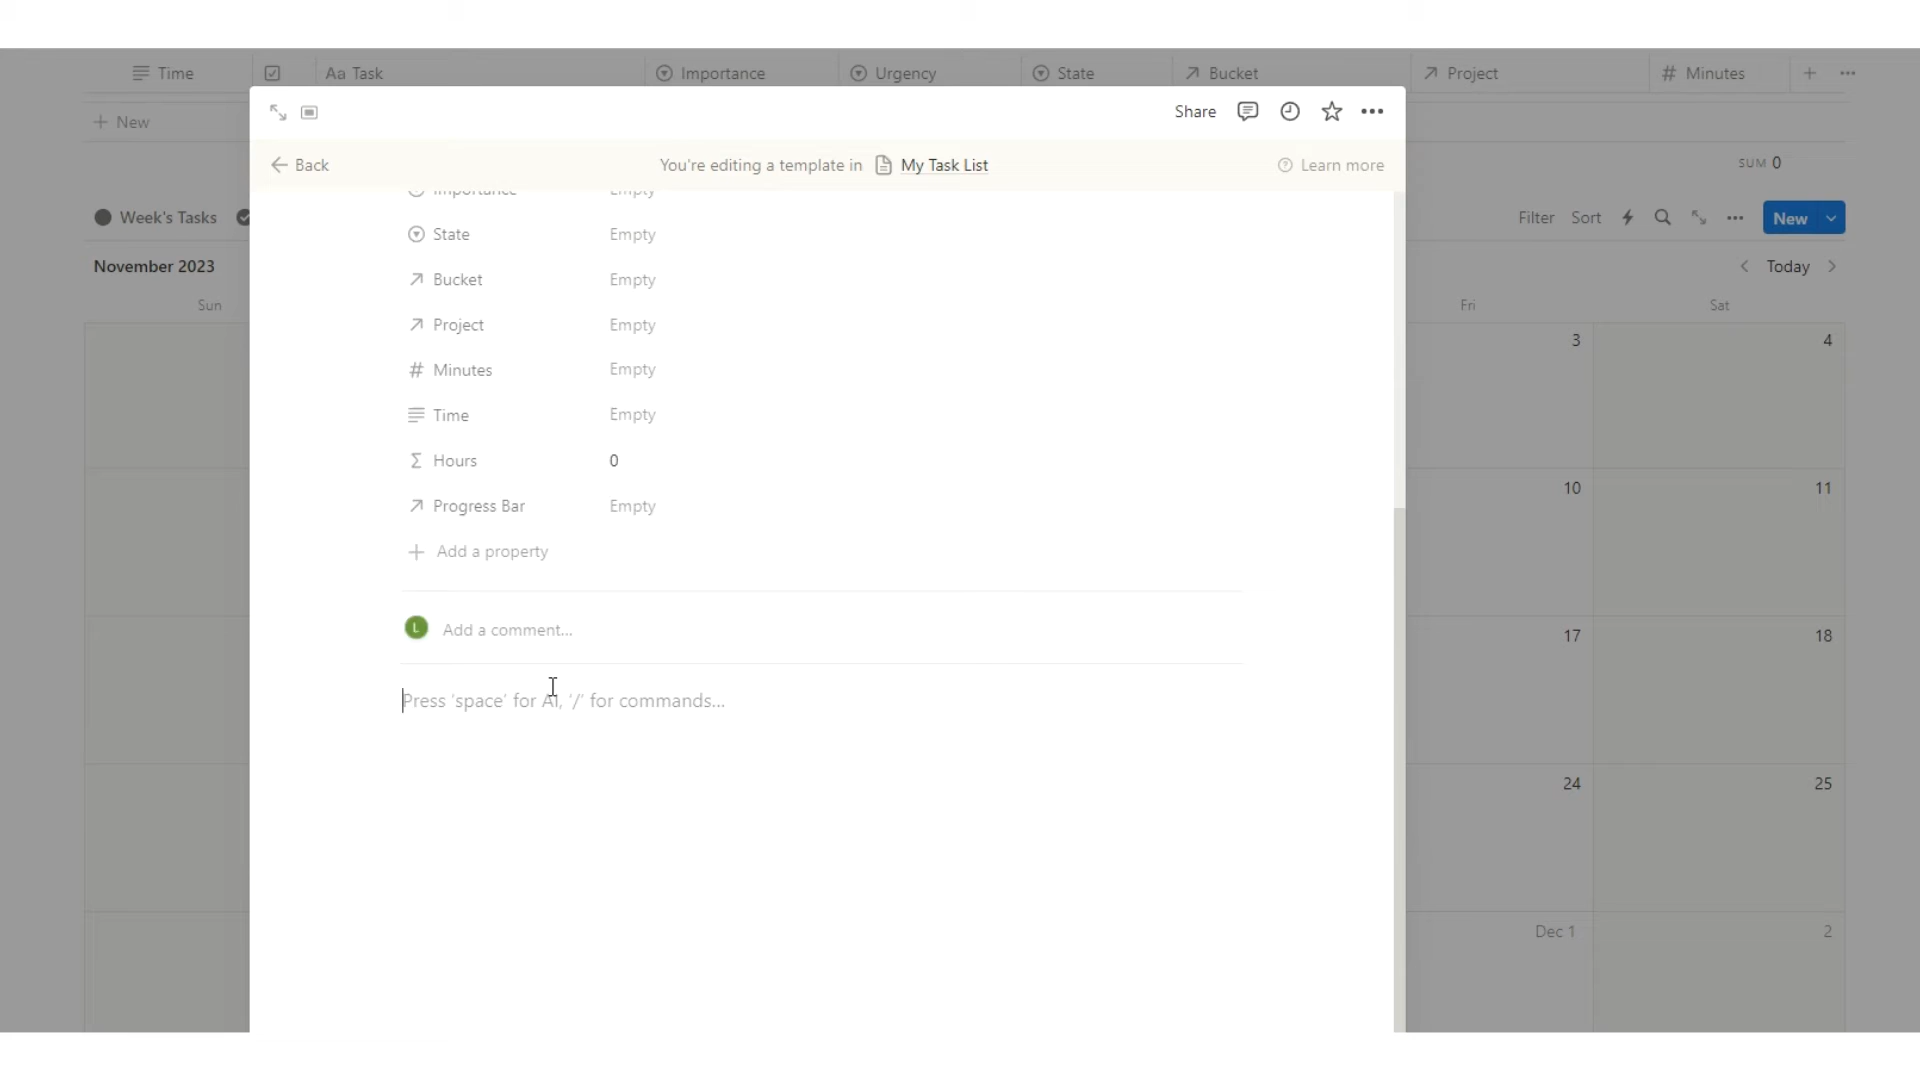 Time Aa Task Importance Urgency State Bucket Project # Minutes
+ New
Share
← Back You're editing a template in My Task List Learn more
SUM 0
Importance Empty
Week's Tasks
Filter Sort New
State Empty
November 2023
Today
Bucket Empty
Sun Fri Sat
Project Empty
3 4
Minutes Empty
Time Empty
Hours 0
10 11
Progress Bar Empty
+ Add a property
L Add a comment...
17 18
Press 'space' for AI, '/' for commands...
24 25
Dec 1 2